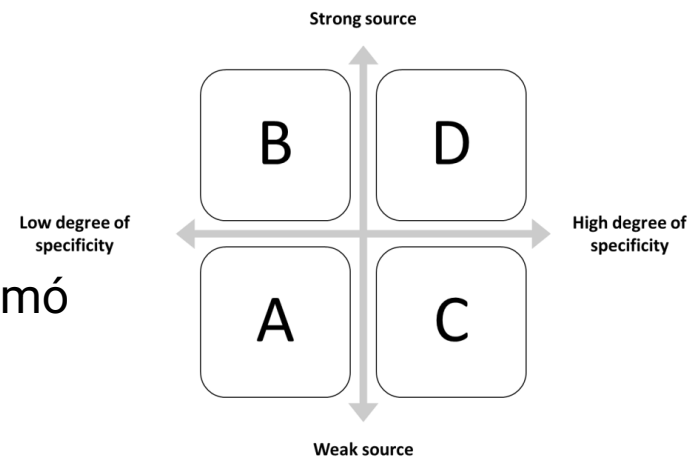 Strong source
B
D
Low degree of
specificity
High degree of
specificity
mó
A
C
Weak source